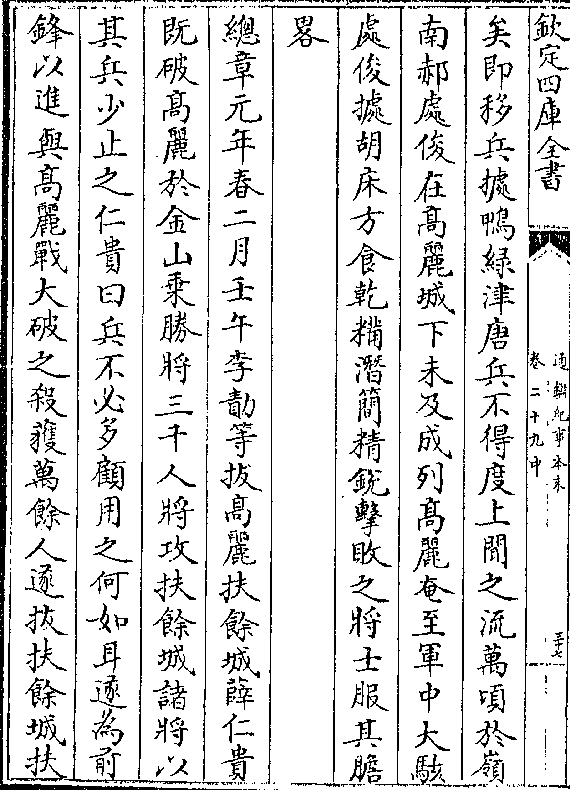 欽定四庫全書
通鑑紀事本末
卷二十九中
三十七
矣即移兵據鴨綠津唐兵不得度上聞之流萬頃於嶺
南郝處俊在高麗城下未及成列高麗奄至軍中大駭
處俊據胡床方食乾糒潛簡精銳擊敗之將士服其膽
畧
總章元年春二月壬午李勣等拔高麗扶餘城薛仁貴
既破高麗於金山乗勝將三千人將攻扶餘城諸將以
其兵少止之仁貴曰兵不必多顧用之何如耳遂為前
鋒以進與高麗戰大破之殺獲萬餘人遂拔扶餘城扶